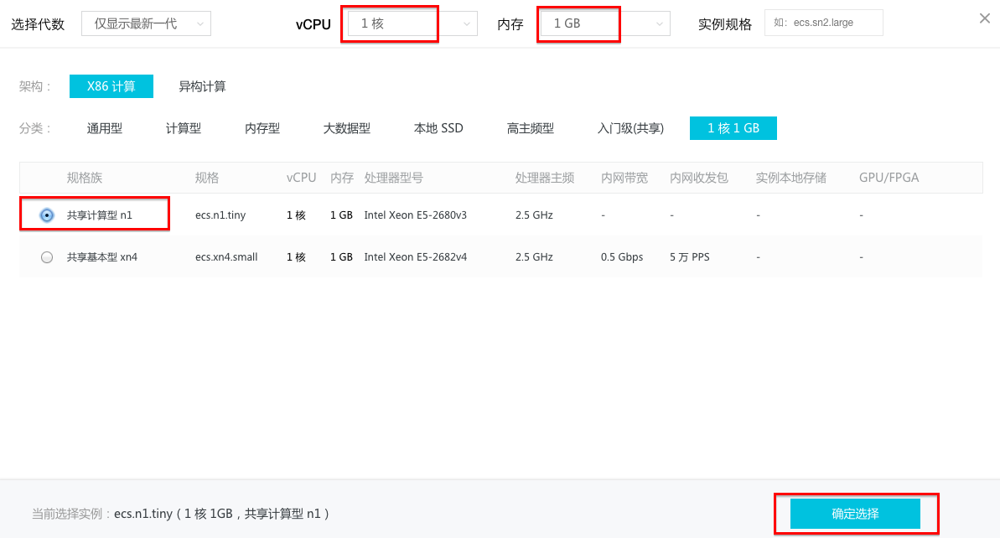 选择代数 仅显示最新一代 vCPU 1 核 内存 1 GB 实例规格 如: ecs.sn2.large
架构 : X86 计算 异构计算
分类 : 通用型 计算型 内存型 大数据型 本地 SSD 高主频型 入门级(共享) 1 核 1 GB
规格族 规格 vCPU 内存 处理器型号 处理器主频 内网带宽 内网收发包 实例本地存储 GPU/FPGA
共享计算型 n1 ecs.n1.tiny 1 核 1 GB Intel Xeon E5-2680v3 2.5 GHz - - - -
共享基本型 xn4 ecs.xn4.small 1 核 1 GB Intel Xeon E5-2682v4 2.5 GHz 0.5 Gbps 5 万 PPS - -
当前选择实例 : ecs.n1.tiny ( 1 核 1GB , 共享计算型 n1 ) 确定选择